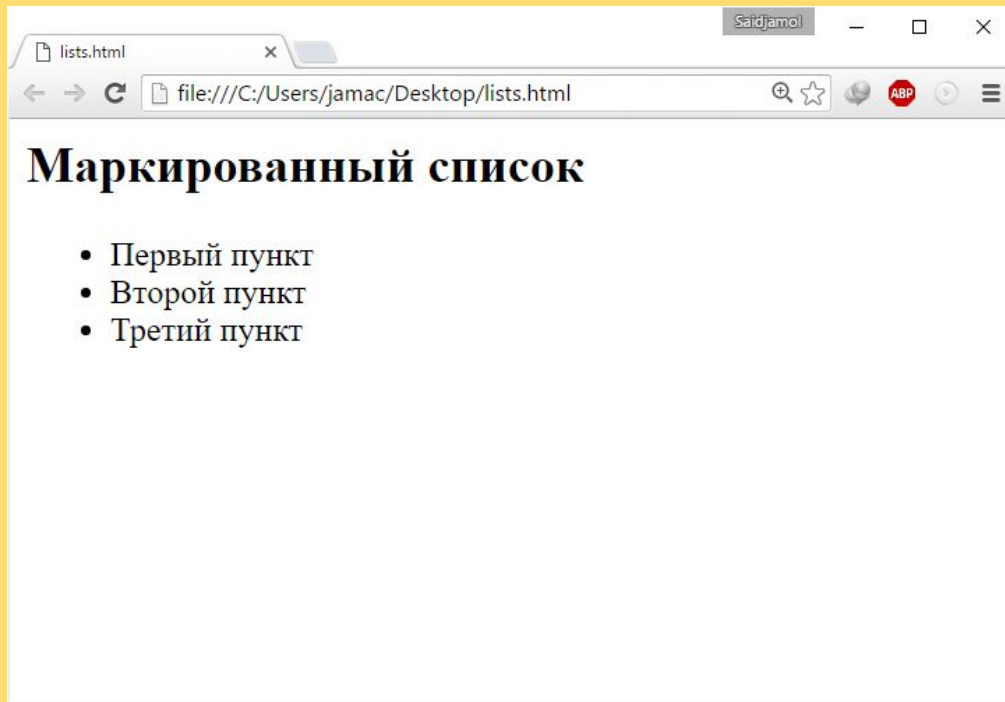 Saidjamol
lists.html
file:///C:/Users/jamac/Desktop/lists.html
ABP
Маркированный список
• Первый пункт
• Второй пункт
• Третий пункт